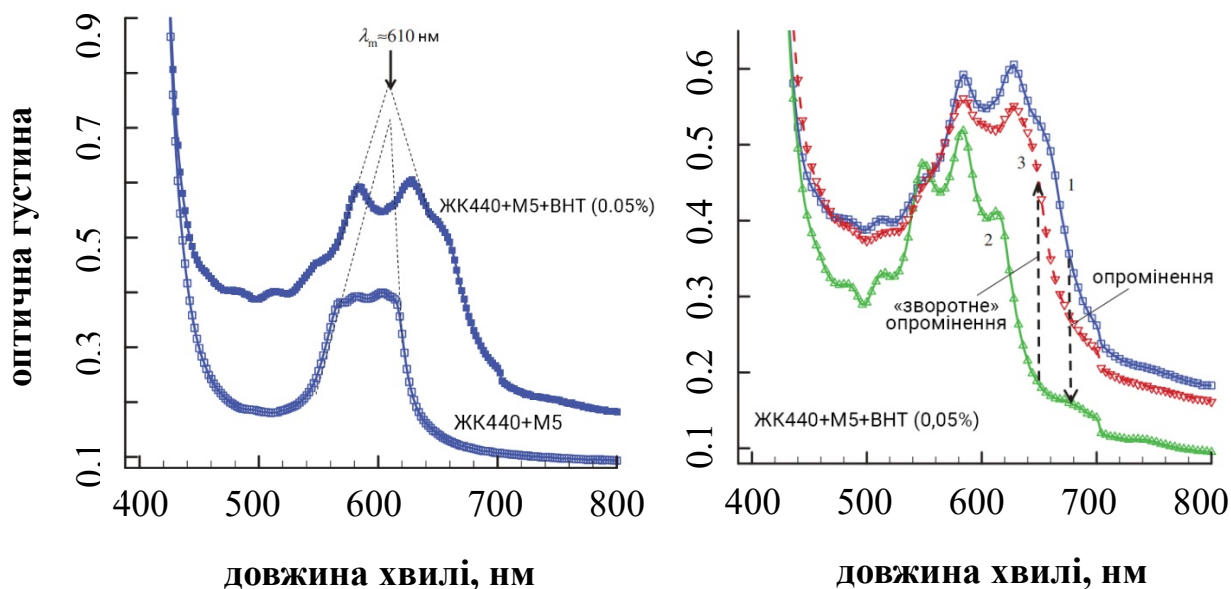 оптична густина
0.9
0.7
0.5
0.3
0.1
λm≈610 нм
ЖК440+М5+ВНТ (0.05%)
ЖК440+М5
400 500 600 700 800
довжина хвилі, нм
0.6
0.5
0.4
0.3
0.2
0.1
3
1
2
опромінення
«зворотне»
опромінення
ЖК440+М5+ВНТ (0,05%)
400 500 600 700 800
довжина хвилі, нм